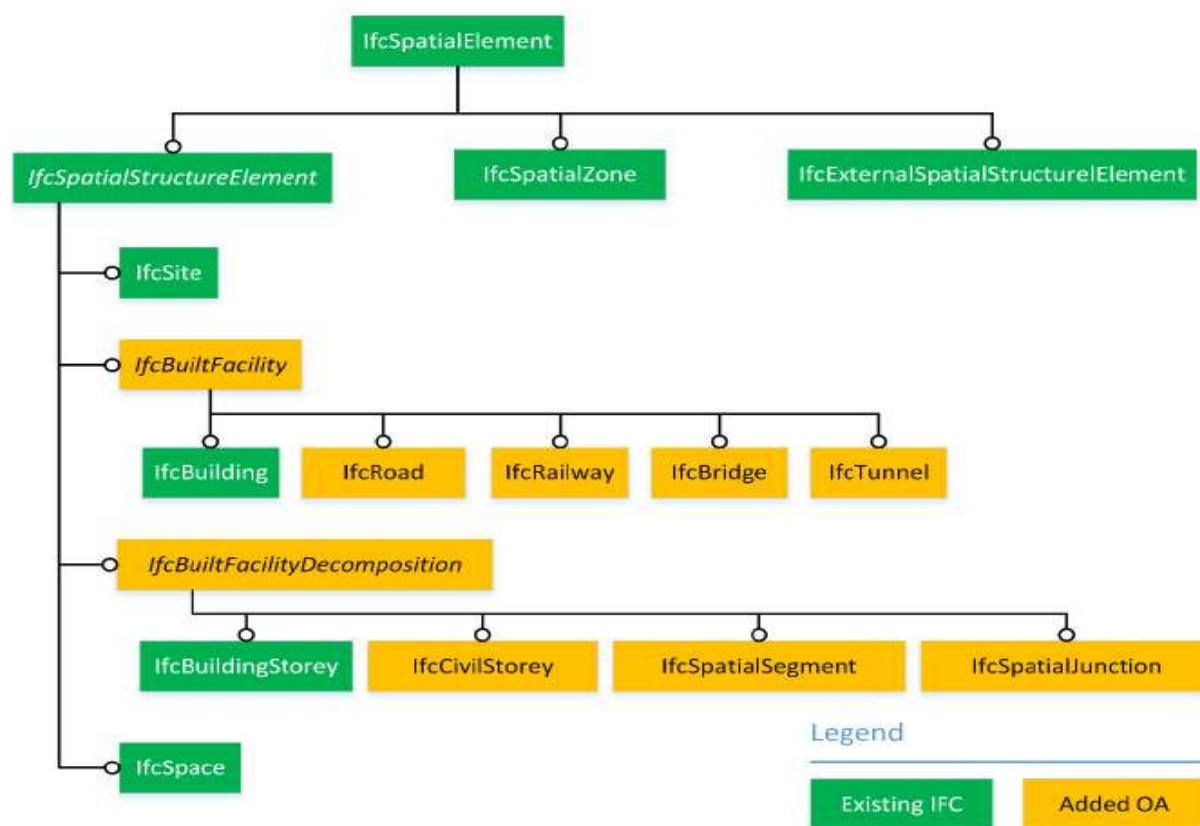 IfcSpatialElement
IfcSpatialStructureElement
IfcSpatialZone
IfcExternalSpatialStructurelElement
IfcSite
IfcBuiltFacility
IfcBuilding
IfcRoad
IfcRailway
IfcBridge
IfcTunnel
IfcBuiltFacilityDecomposition
IfcBuildingStorey
IfcCivilStorey
IfcSpatialSegment
IfcSpatialJunction
IfcSpace
Legend
Existing IFC
Added OA